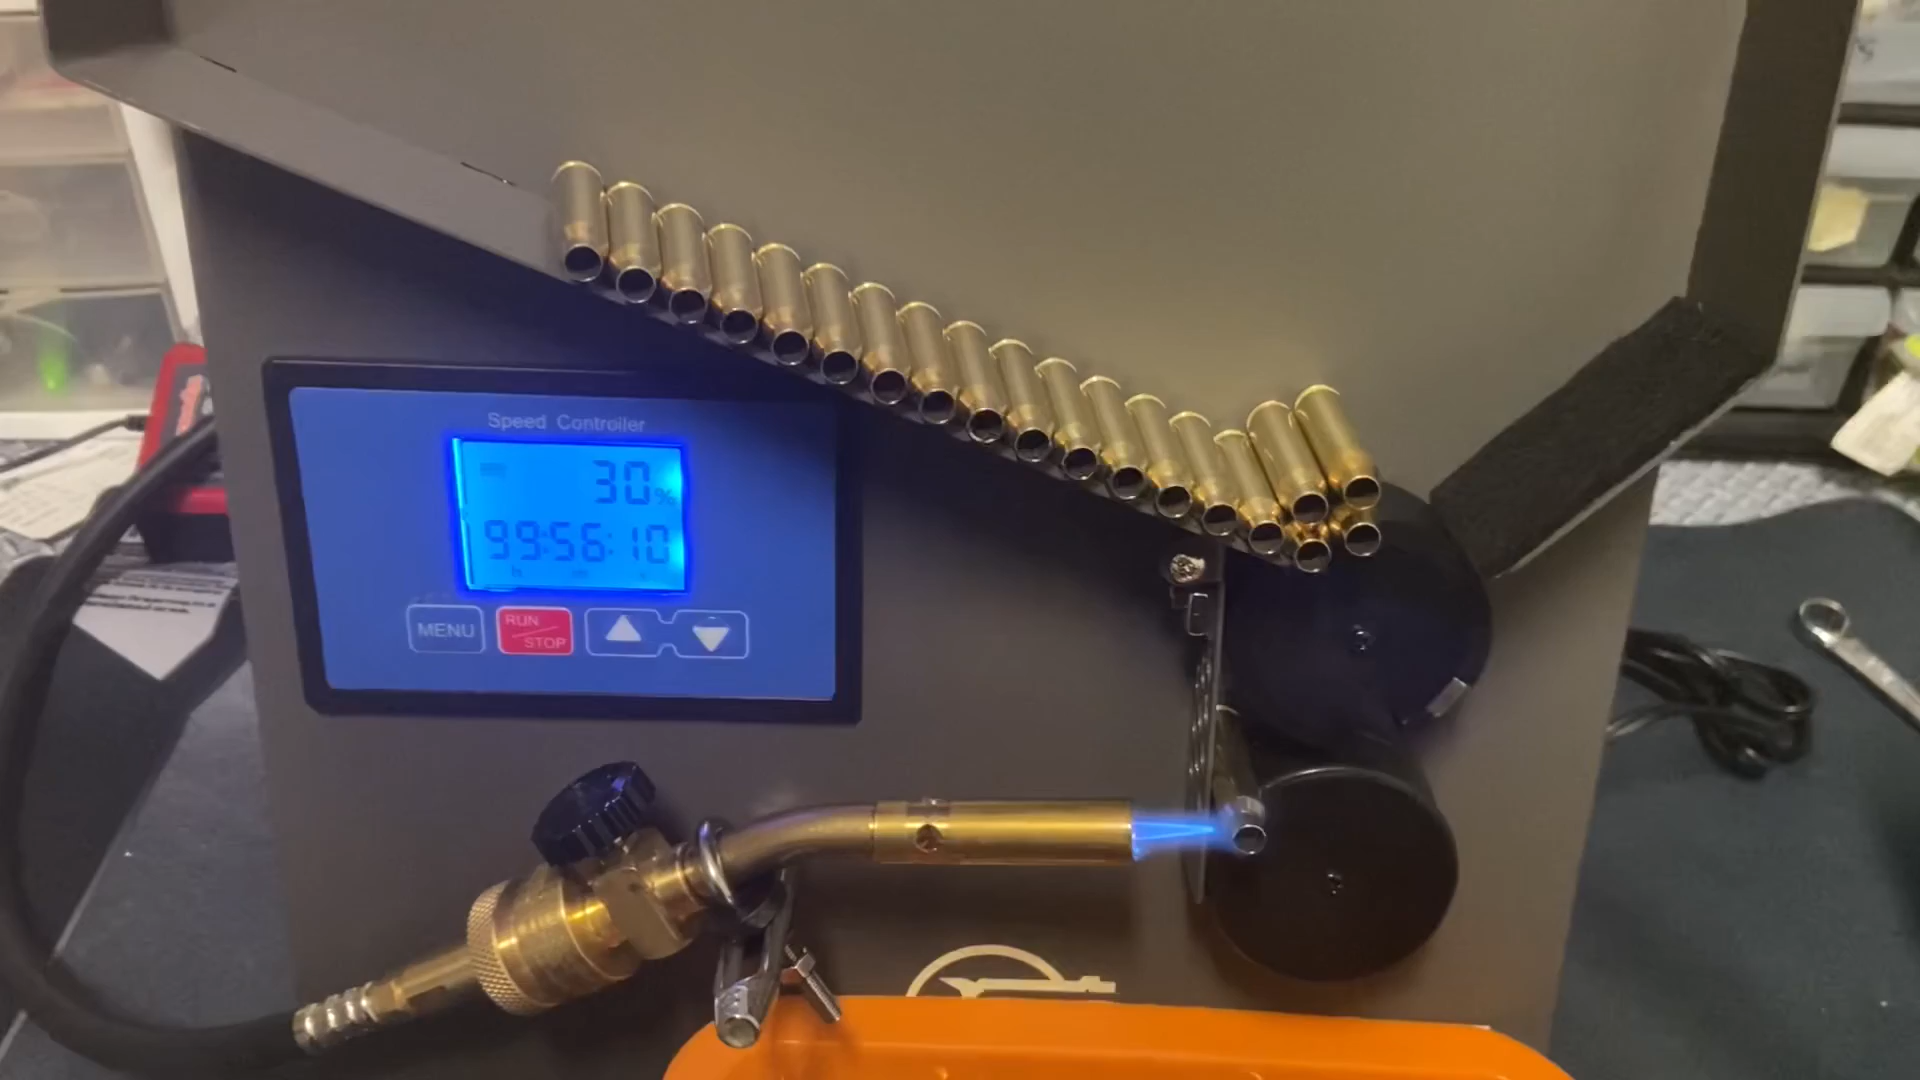 Speed Controller
30%
99:56:10
h m s
MENU
RUN
STOP